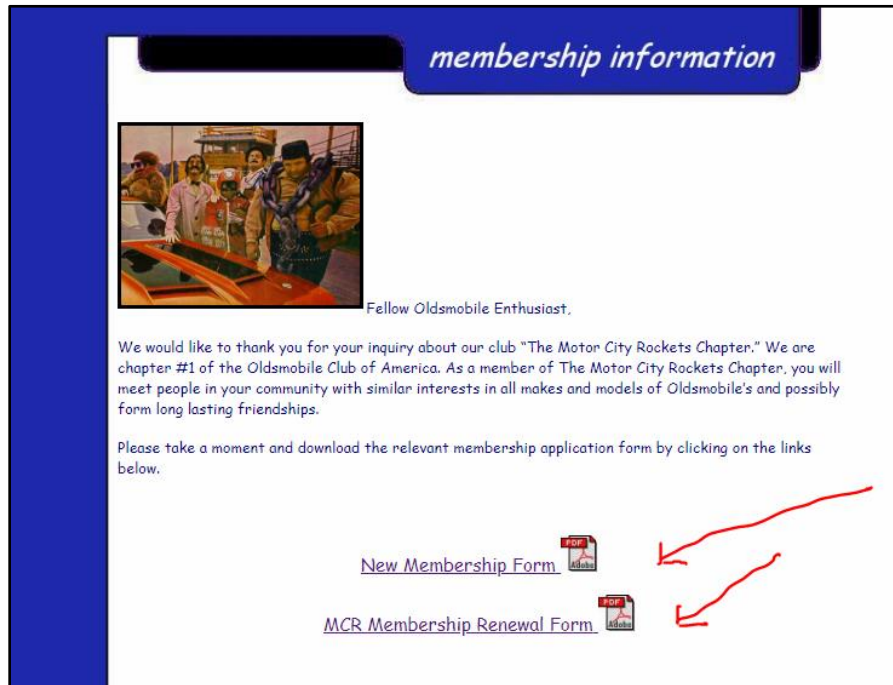 membership information
Fellow Oldsmobile Enthusiast,
We would like to thank you for your inquiry about our club “The Motor City Rockets Chapter.” We are
chapter #1 of the Oldsmobile Club of America. As a member of The Motor City Rockets Chapter, you will
meet people in your community with similar interests in all makes and models of Oldsmobile’s and possibly
form long lasting friendships.
Please take a moment and download the relevant membership application form by clicking on the links
below.
New Membership Form PDF Adobe
MCR Membership Renewal Form PDF Adobe